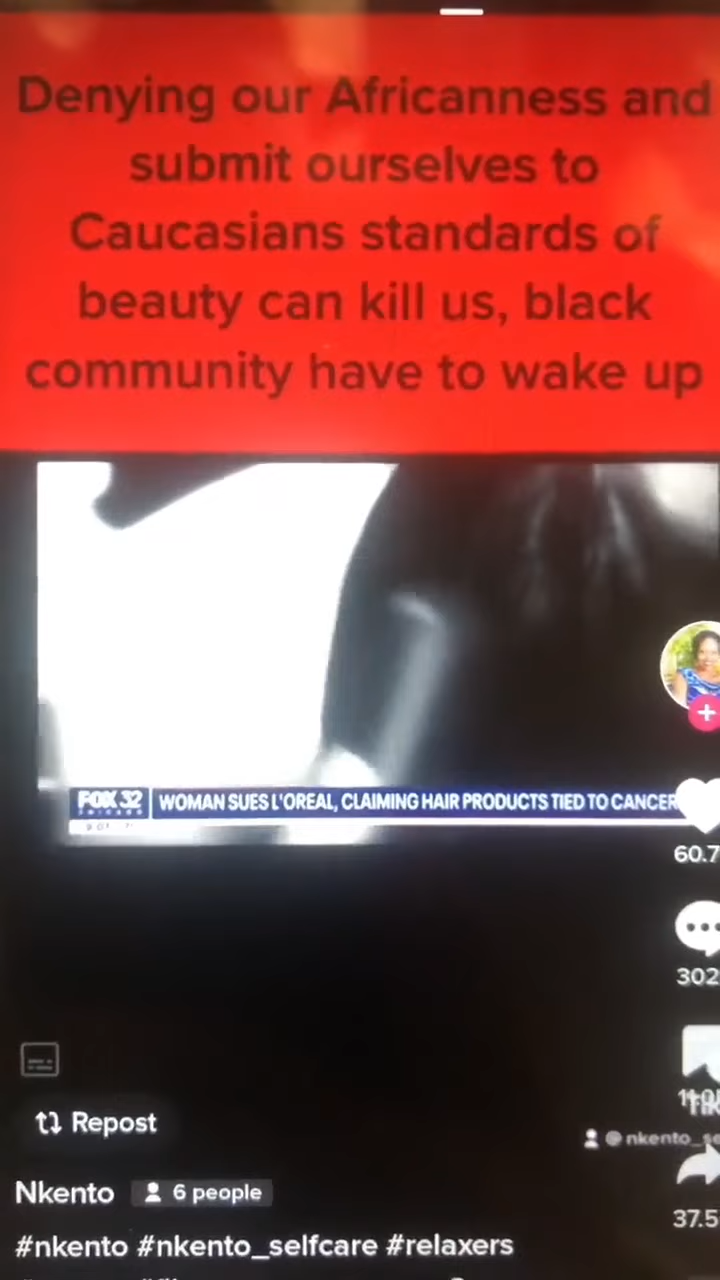 Denying our Africanness and
submit ourselves to
Caucasians standards of
beauty can kill us, black
community have to wake up
FOX 32
CHICAGO
WOMAN SUES L'OREAL, CLAIMING HAIR PRODUCTS TIED TO CANCER
60.7
302
Repost
@nkento_se
Nkento
6 people
37.5
#nkento #nkento_selfcare #relaxers